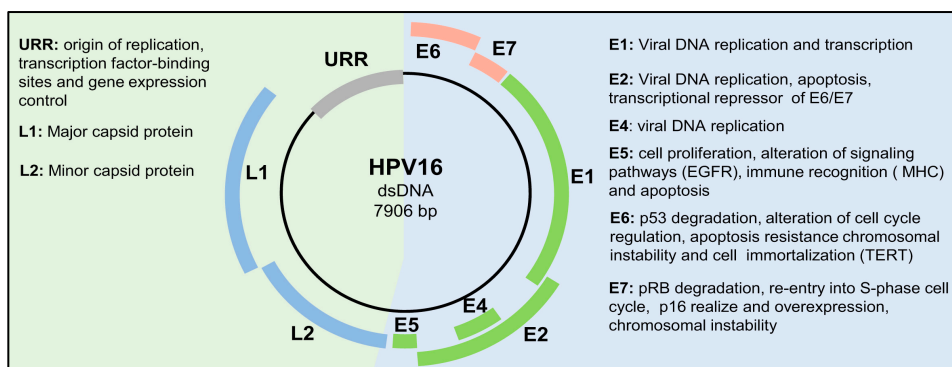 URR: origin of replication,
transcription factor-binding
sites and gene expression
control
L1: Major capsid protein
L2: Minor capsid protein
URR
E6
E7
L1
HPV16
dsDNA
7906 bp
E1
L2
E5
E4
E2
E1: Viral DNA replication and transcription
E2: Viral DNA replication, apoptosis,
transcriptional repressor of E6/E7
E4: viral DNA replication
E5: cell proliferation, alteration of signaling
pathways (EGFR), immune recognition ( MHC)
and apoptosis
E6: p53 degradation, alteration of cell cycle
regulation, apoptosis resistance chromosomal
instability and cell immortalization (TERT)
E7: pRB degradation, re-entry into S-phase cell
cycle, p16 realize and overexpression,
chromosomal instability